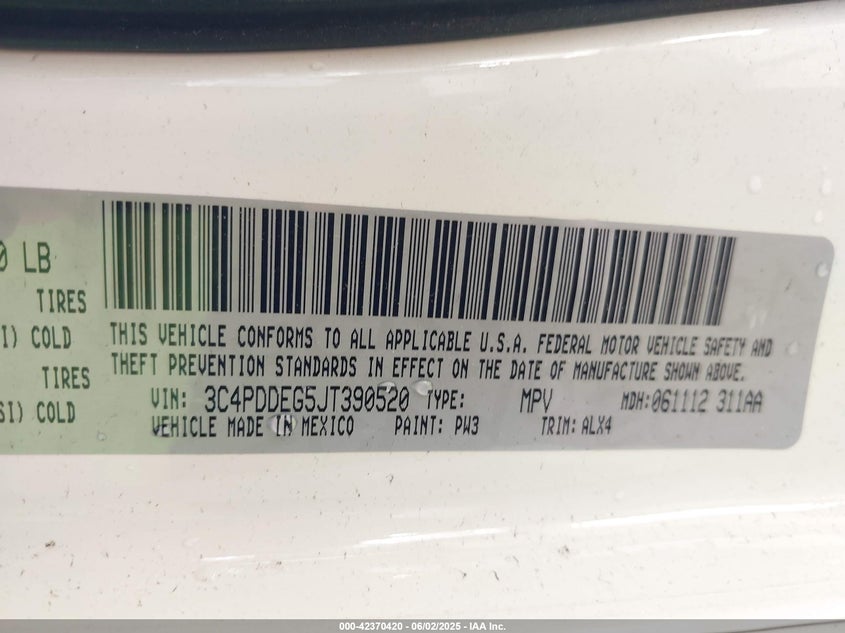 0 LB
TIRES
I) COLD
TIRES
SI) COLD
THIS VEHICLE CONFORMS TO ALL APPLICABLE U.S.A. FEDERAL MOTOR VEHICLE SAFETY AND
THEFT PREVENTION STANDARDS IN EFFECT ON THE DATE OF MANUFACTURE SHOWN ABOVE.
VIN: 3C4PDDEG5JT390520 TYPE: MPV MDH:061112 311AA
VEHICLE MADE IN MEXICO PAINT: PW3 TRIM: ALX4
000-42370420 - 06/02/2025 - IAA Inc.